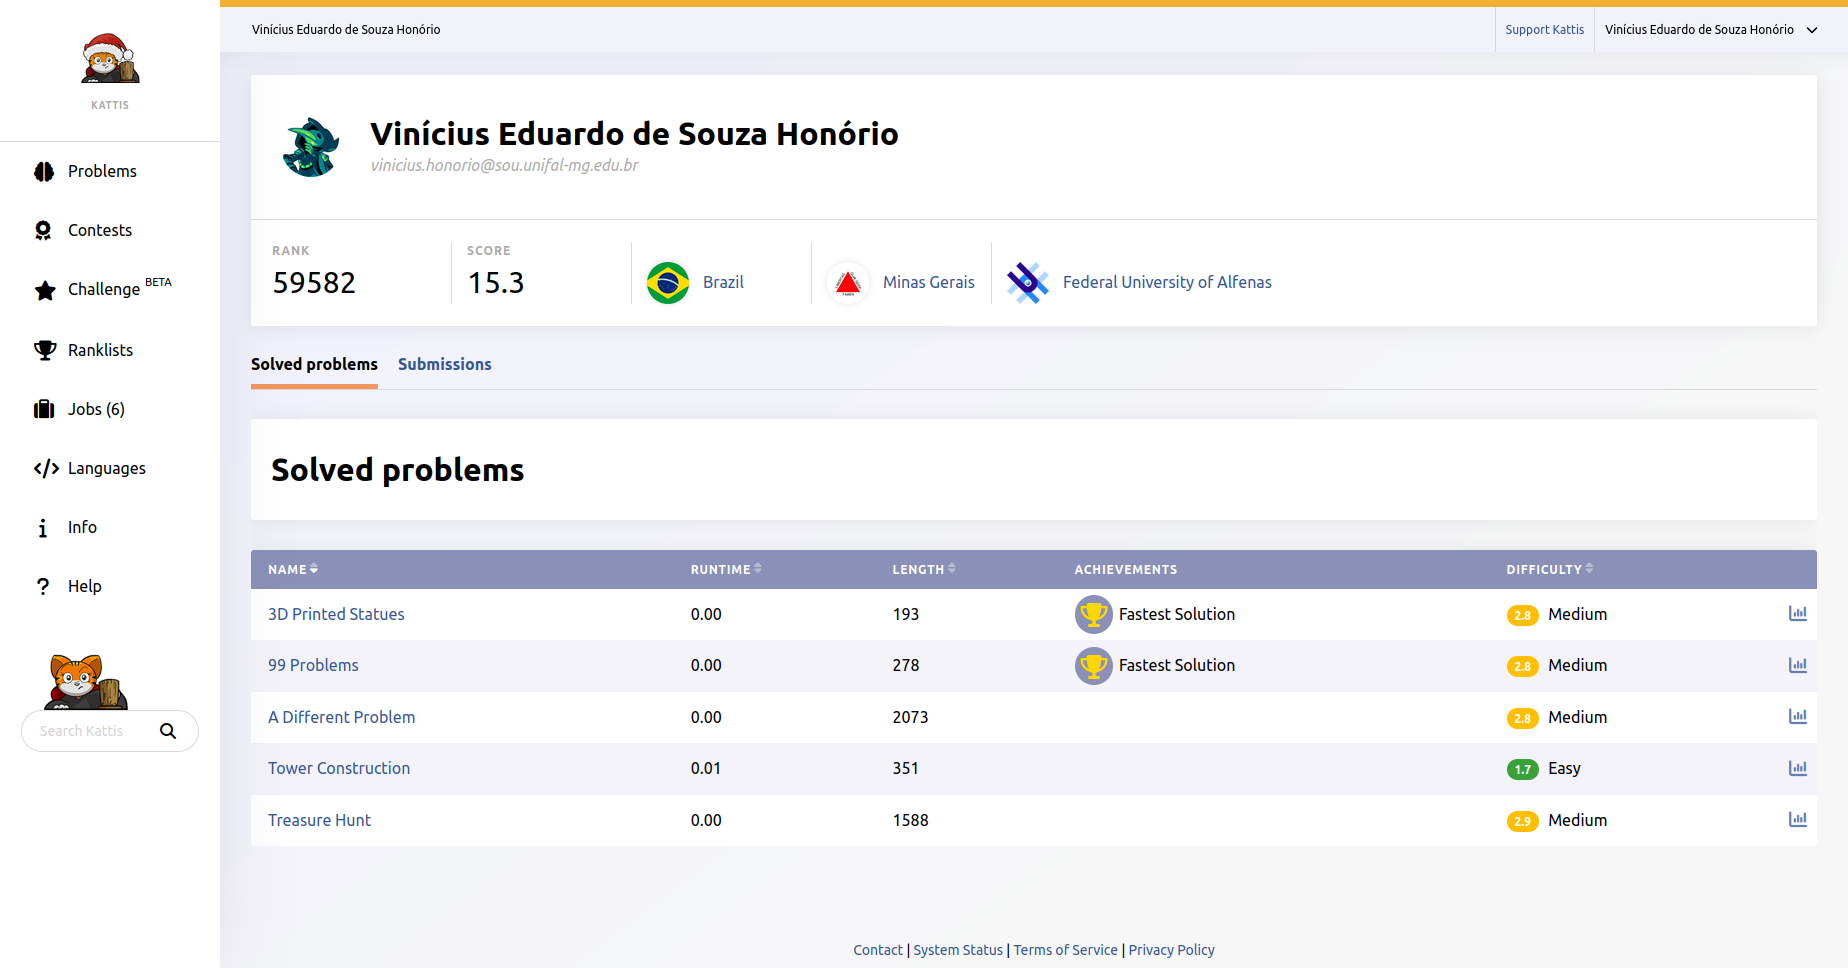 Vinícius Eduardo de Souza Honório
Support Kattis
Vinícius Eduardo de Souza Honório
KATTIS
Problems
Contests
Challenge BETA
Ranklists
Jobs (6)
Languages
Info
Help
Search Kattis
Vinícius Eduardo de Souza Honório
vinicius.honorio@sou.unifal-mg.edu.br
RANK
59582
SCORE
15.3
Brazil
Minas Gerais
Federal University of Alfenas
Solved problems Submissions
Solved problems
NAME RUNTIME LENGTH ACHIEVEMENTS DIFFICULTY
3D Printed Statues 0.00 193 Fastest Solution 2.8 Medium
99 Problems 0.00 278 Fastest Solution 2.8 Medium
A Different Problem 0.00 2073 2.8 Medium
Tower Construction 0.01 351 1.7 Easy
Treasure Hunt 0.00 1588 2.9 Medium
Contact | System Status | Terms of Service | Privacy Policy